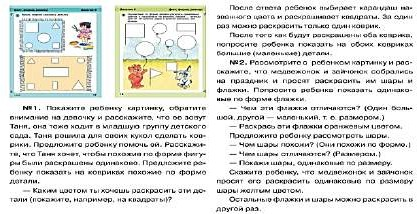 №1. Покажите ребенку картинку, обратите
внимание на девочку и расскажите, что ее зовут
Таня, она тоже ходит в младшую группу детского
сада. Таня решила для своих кукол сделать ков-
рики. Предложите ребенку помочь ей. Расскажи-
те, что Таня хочет, чтобы похожие по форме фигу-
ры были раскрашены одинаково. Предложите ре-
бенку показать на ковриках похожие по форме
детали.
— Каким цветом ты хочешь раскрасить эти де-
тали (покажите, например, на квадраты)?
После ответа ребенок выбирает карандаш на-
званного цвета и раскрашивает квадраты. За один
раз можно раскрасить только один коврик.
После того как будут раскрашены оба коврика,
попросите ребенка показать на обоих ковриках
большие (маленькие) детали.
№2. Рассмотрите с ребенком картинку и расска-
жите, что медвежонок и зайчонок собрались
на праздник и просят раскрасить им шары и
флажки. Попросите ребенка показать одинако-
вые по форме флажки.
— Чем эти флажки отличаются? (Один боль-
шой, другой — маленький, т. е. размером.)
— Раскрась эти флажки оранжевым цветом.
Предложите ребенку рассмотреть шары.
— Чем шары похожи? (Они похожи по форме.)
— Чем шары отличаются? (Размером.)
— Покажи шары, одинаковые по размеру.
Скажите ребенку, что медвежонок и зайчонок
просят его раскрасить одинаковые по размеру
шары желтым цветом.
Остальные флажки и шары можно раскрасить в
другой раз.